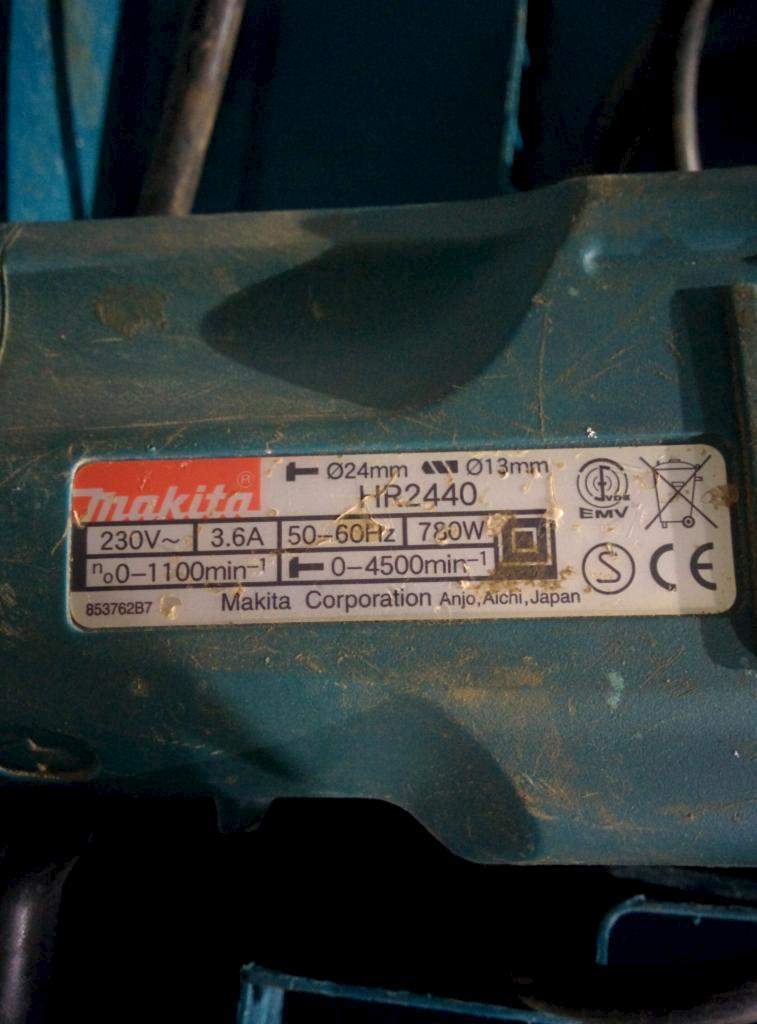 Ø24mm Ø13mm
makita® HR2440
230V~ 3.6A 50-60Hz 780W
n₀0-1100min⁻¹ 0-4500min⁻¹
853762B7 Makita Corporation Anjo, Aichi, Japan
VDE
EMV
S
CE